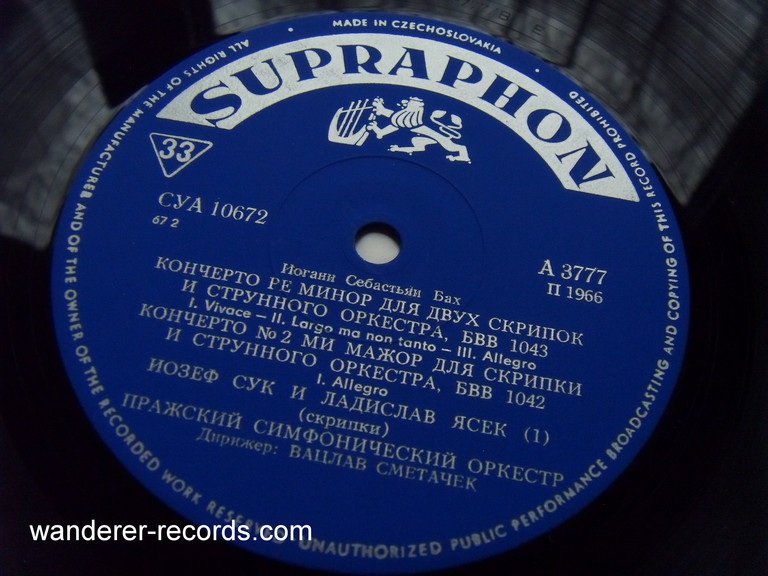 MADE IN CZECHOSLOVAKIA
SUPRAPHON
33
СУА 10672
67 2
А 3777
П 1966
Иоганн Себастьян Бах
КОНЧЕРТО РЕ МИНОР ДЛЯ ДВУХ СКРИПОК
И СТРУННОГО ОРКЕСТРА, БВВ 1043
I. Vivace – II. Largo ma non tanto – III. Allegro
КОНЧЕРТО № 2 МИ МАЖОР ДЛЯ СКРИПКИ
И СТРУННОГО ОРКЕСТРА, БВВ 1042
I. Allegro
ИОЗЕФ СУК И ЛАДИСЛАВ ЯСЕК (1)
(скрипки)
ПРАЖСКИЙ СИМФОНИЧЕСКИЙ ОРКЕСТР
Дирижер: ВАЦЛАВ СМЕТАЧЕК
ALL RIGHTS OF THE MANUFACTURER AND OF THE OWNER OF THE RECORDED WORK RESERVED · UNAUTHORIZED PUBLIC PERFORMANCE BROADCASTING AND COPYING OF THIS RECORD PROHIBITED
wanderer-records.com